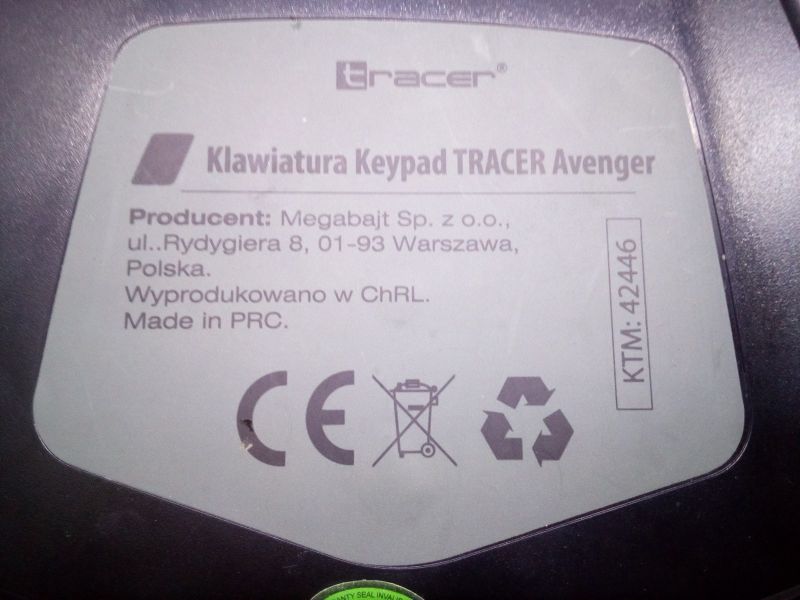 tracer®
Klawiatura Keypad TRACER Avenger
Producent: Megabajt Sp. z o.o.,
ul..Rydygiera 8, 01-93 Warszawa,
Polska.
Wyprodukowano w ChRL.
Made in PRC.
KTM: 42446
CE
SEAL